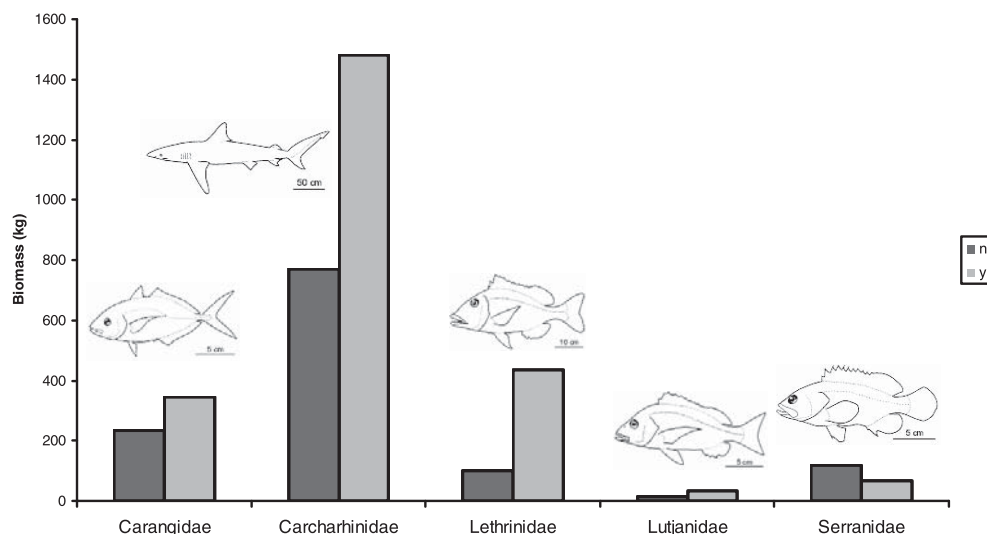 1600
1400
1200
1000
800
600
400
200
0
Biomass (kg)
50 cm
5 cm
10 cm
5 cm
5 cm
n
y
Carangidae Carcharhinidae Lethrinidae Lutjanidae Serranidae